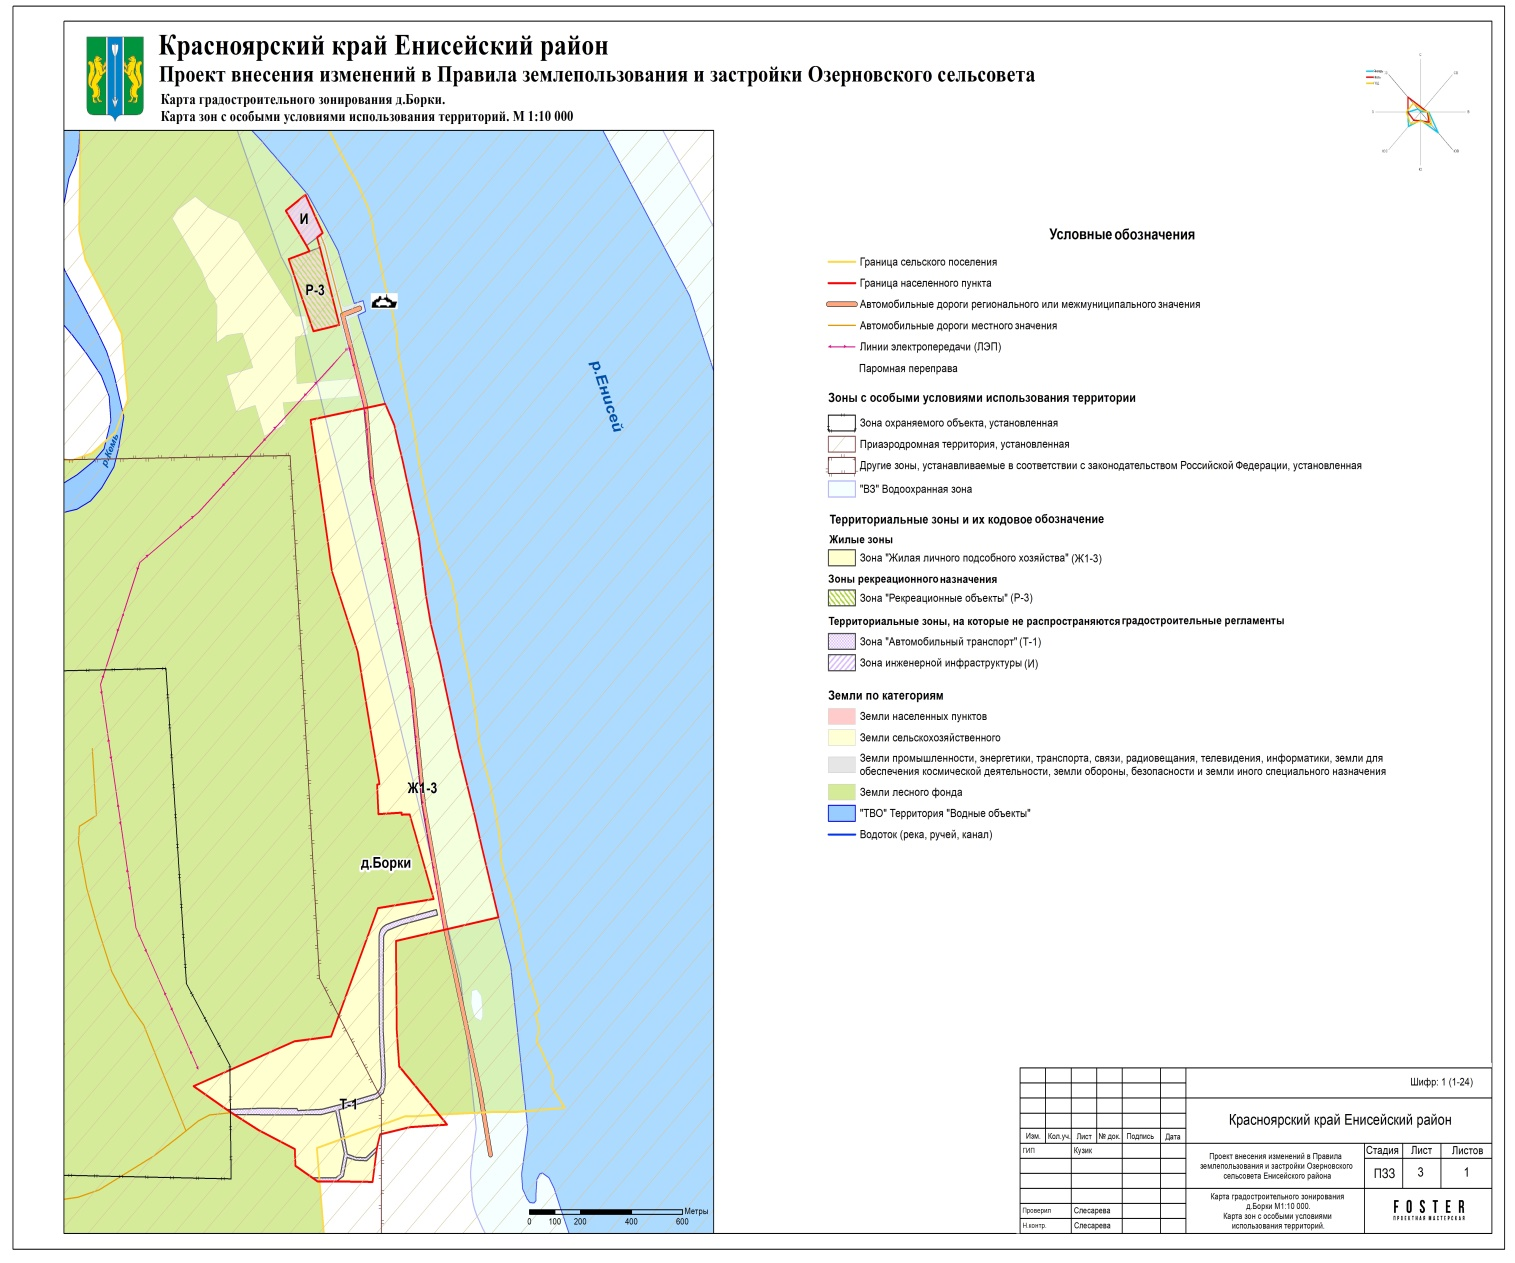 Красноярский край Енисейский район
Проект внесения изменений в Правила землепользования и застройки Озерновского сельсовета
Карта градостроительного зонирования д.Борки.
Карта зон с особыми условиями использования территорий. М 1:10 000
И
Р-3
р.Енисей
р.Кемь
Ж1-3
д.Борки
Т-1
Метры
0 100 200 400 600
Условные обозначения
Граница сельского поселения
Граница населенного пункта
Автомобильные дороги регионального или межмуниципального значения
Автомобильные дороги местного значения
Линии электропередачи (ЛЭП)
Паромная переправа
Зоны с особыми условиями использования территории
Зона охраняемого объекта, установленная
Приаэродромная территория, установленная
Другие зоны, устанавливаемые в соответствии с законодательством Российской Федерации, установленная
"ВЗ" Водоохранная зона
Территориальные зоны и их кодовое обозначение
Жилые зоны
Зона "Жилая личного подсобного хозяйства" (Ж1-3)
Зоны рекреационного назначения
Зона "Рекреационные объекты" (Р-3)
Территориальные зоны, на которые не распространяются градостроительные регламенты
Зона "Автомобильный транспорт" (Т-1)
Зона инженерной инфраструктуры (И)
Земли по категориям
Земли населенных пунктов
Земли сельскохозяйственного
Земли промышленности, энергетики, транспорта, связи, радиовещания, телевидения, информатики, земли для
обеспечения космической деятельности, земли обороны, безопасности и земли иного специального назначения
Земли лесного фонда
"ТВО" Территория "Водные объекты"
Водоток (река, ручей, канал)
Шифр: 1 (1-24)
Красноярский край Енисейский район
Изм. Кол.уч. Лист № док. Подпись Дата
ГИП Кузик
Проект внесения изменений в Правила
землепользования и застройки Озерновского
сельсовета Енисейского района
Стадия Лист Листов
ПЗЗ 3 1
Карта градостроительного зонирования
д.Борки М1:10 000.
Карта зон с особыми условиями
использования территорий.
Проверил Слесарева
Н.контр. Слесарева
FOSTER
ПРОЕКТНАЯ МАСТЕРСКАЯ